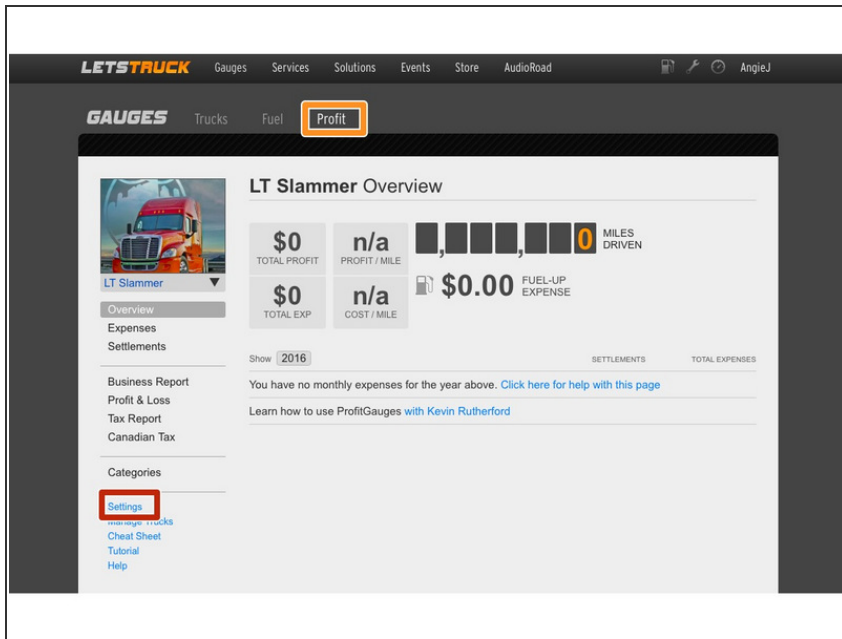 LETSTRUCK Gauges Services Solutions Events Store AudioRoad AngieJ
GAUGES Trucks Fuel Profit
LT Slammer Overview
$0
TOTAL PROFIT
n/a
PROFIT / MILE
, , 0 MILES DRIVEN
$0
TOTAL EXP
n/a
COST / MILE
$0.00 FUEL-UP EXPENSE
LT Slammer ▼
Overview
Expenses
Settlements
Business Report
Profit & Loss
Tax Report
Canadian Tax
Categories
Settings
Manage Trucks
Cheat Sheet
Tutorial
Help
Show 2016 SETTLEMENTS TOTAL EXPENSES
You have no monthly expenses for the year above. Click here for help with this page
Learn how to use ProfitGauges with Kevin Rutherford